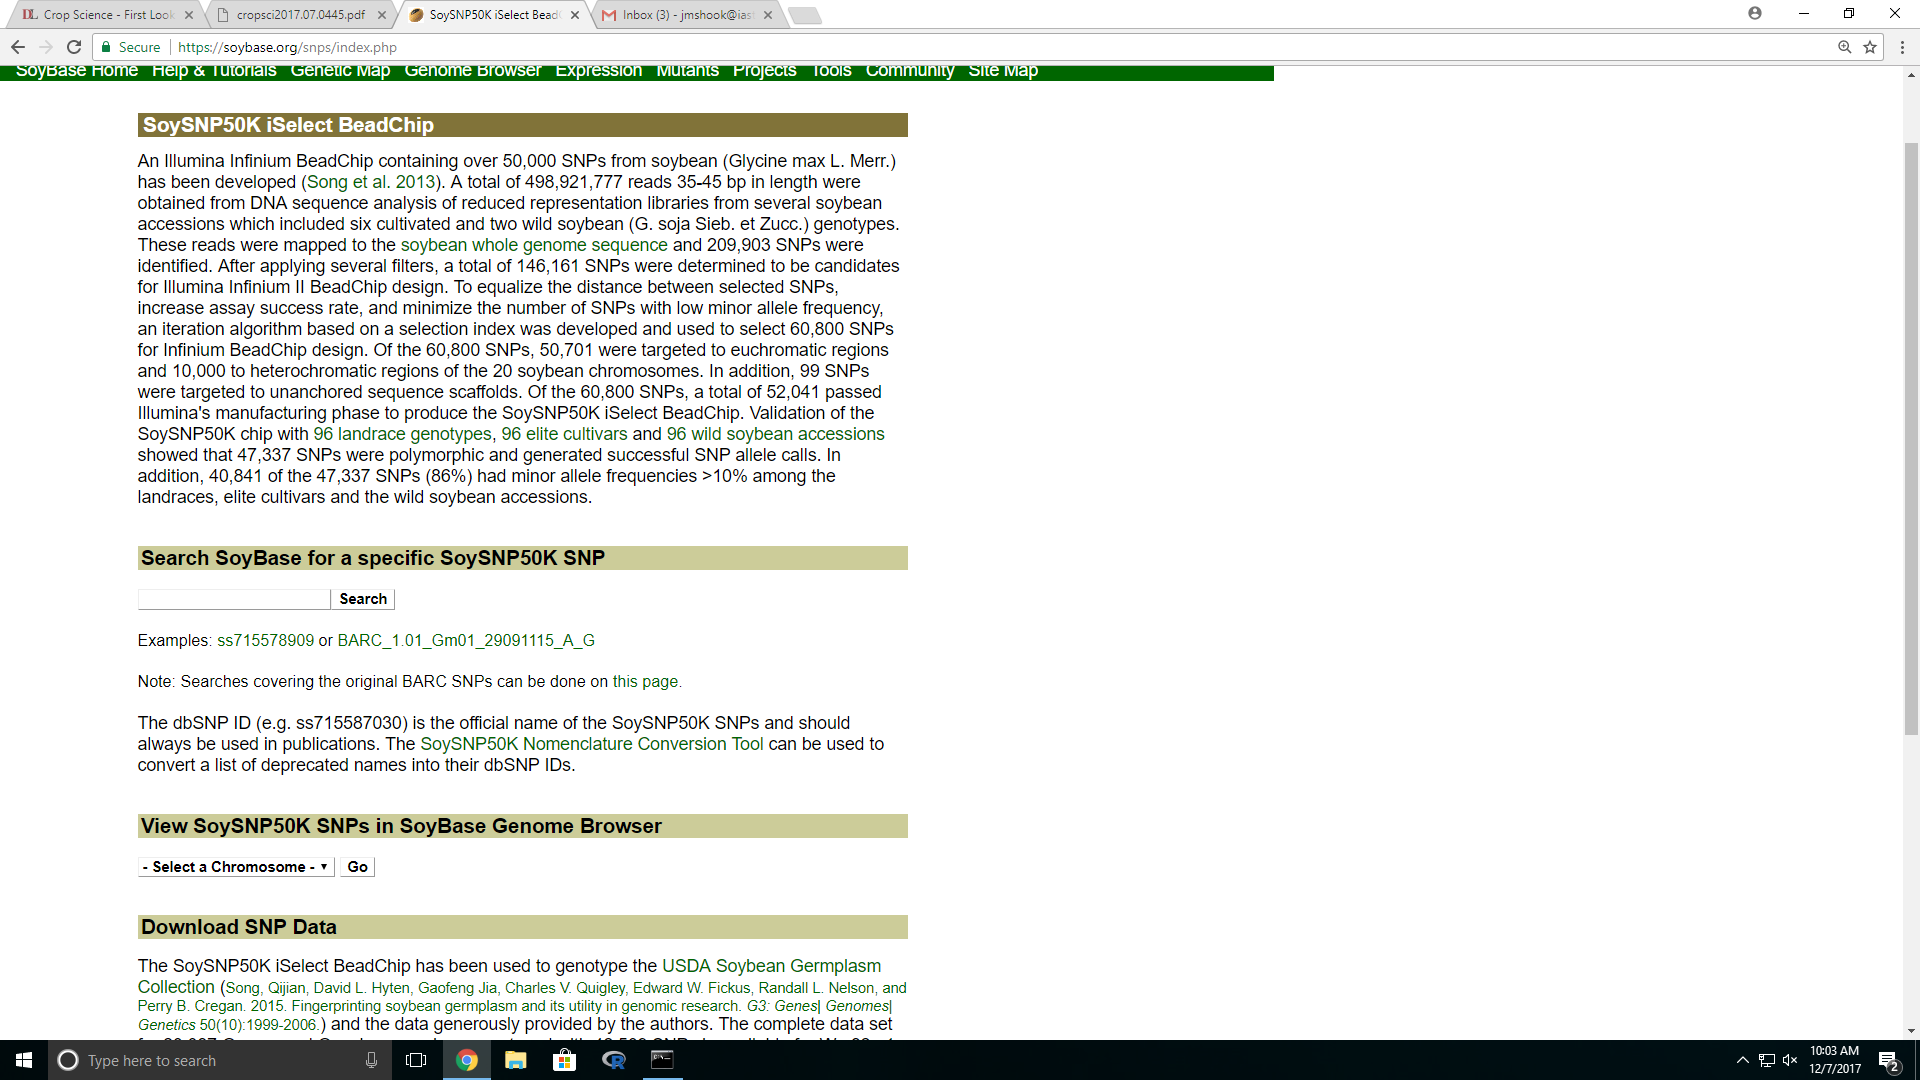 Crop Science - First Look
cropsci2017.07.0445.pdf
SoySNP50K iSelect Bead
Inbox (3) - jmshook@ias
Secure
https://soybase.org/snps/index.php
SoyBase Home Help & Tutorials Genetic Map Genome Browser Expression Mutants Projects Tools Community Site Map
SoySNP50K iSelect BeadChip
An Illumina Infinium BeadChip containing over 50,000 SNPs from soybean (Glycine max L. Merr.)
has been developed (Song et al. 2013). A total of 498,921,777 reads 35-45 bp in length were
obtained from DNA sequence analysis of reduced representation libraries from several soybean
accessions which included six cultivated and two wild soybean (G. soja Sieb. et Zucc.) genotypes.
These reads were mapped to the soybean whole genome sequence and 209,903 SNPs were
identified. After applying several filters, a total of 146,161 SNPs were determined to be candidates
for Illumina Infinium II BeadChip design. To equalize the distance between selected SNPs,
increase assay success rate, and minimize the number of SNPs with low minor allele frequency,
an iteration algorithm based on a selection index was developed and used to select 60,800 SNPs
for Infinium BeadChip design. Of the 60,800 SNPs, 50,701 were targeted to euchromatic regions
and 10,000 to heterochromatic regions of the 20 soybean chromosomes. In addition, 99 SNPs
were targeted to unanchored sequence scaffolds. Of the 60,800 SNPs, a total of 52,041 passed
Illumina's manufacturing phase to produce the SoySNP50K iSelect BeadChip. Validation of the
SoySNP50K chip with 96 landrace genotypes, 96 elite cultivars and 96 wild soybean accessions
showed that 47,337 SNPs were polymorphic and generated successful SNP allele calls. In
addition, 40,841 of the 47,337 SNPs (86%) had minor allele frequencies >10% among the
landraces, elite cultivars and the wild soybean accessions.
Search SoyBase for a specific SoySNP50K SNP
Search
Examples: ss715578909 or BARC_1.01_Gm01_29091115_A_G
Note: Searches covering the original BARC SNPs can be done on this page.
The dbSNP ID (e.g. ss715587030) is the official name of the SoySNP50K SNPs and should
always be used in publications. The SoySNP50K Nomenclature Conversion Tool can be used to
convert a list of deprecated names into their dbSNP IDs.
View SoySNP50K SNPs in SoyBase Genome Browser
- Select a Chromosome - Go
Download SNP Data
The SoySNP50K iSelect BeadChip has been used to genotype the USDA Soybean Germplasm
Collection (Song, Qijian, David L. Hyten, Gaofeng Jia, Charles V. Quigley, Edward W. Fickus, Randall L. Nelson, and
Perry B. Cregan. 2015. Fingerprinting soybean germplasm and its utility in genomic research. G3: Genes| Genomes|
Genetics 50(10):1999-2006.) and the data generously provided by the authors. The complete data set
Type here to search
10:03 AM
12/7/2017
2